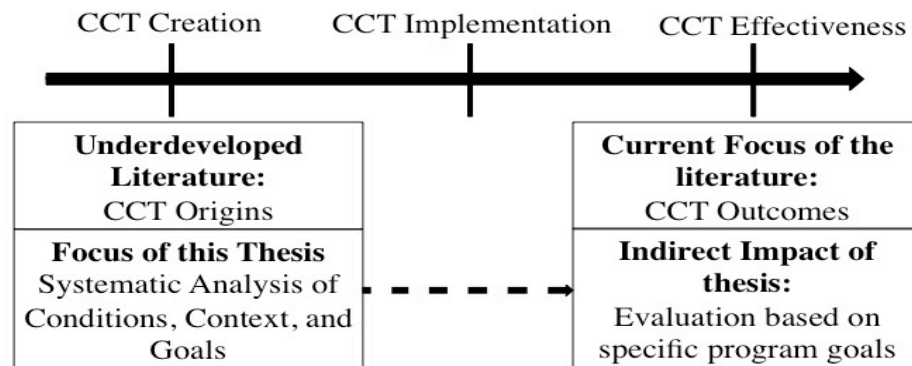 CCT Creation
CCT Implementation
CCT Effectiveness
Underdeveloped
Literature:
CCT Origins
Focus of this Thesis
Systematic Analysis of
Conditions, Context, and
Goals
Current Focus of the
literature:
CCT Outcomes
Indirect Impact of
thesis:
Evaluation based on
specific program goals